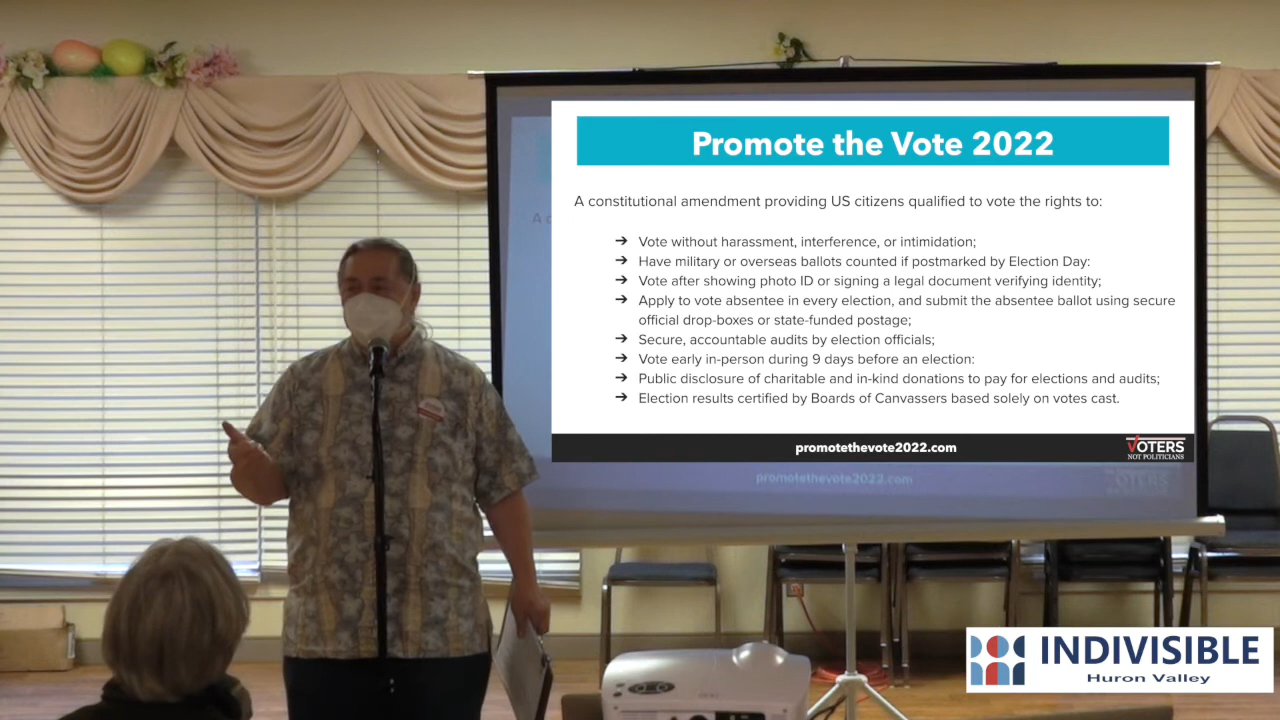 Promote the Vote 2022
A constitutional amendment providing US citizens qualified to vote the rights to:
➔ Vote without harassment, interference, or intimidation;
➔ Have military or overseas ballots counted if postmarked by Election Day:
➔ Vote after showing photo ID or signing a legal document verifying identity;
➔ Apply to vote absentee in every election, and submit the absentee ballot using secure
official drop-boxes or state-funded postage;
➔ Secure, accountable audits by election officials;
➔ Vote early in-person during 9 days before an election:
➔ Public disclosure of charitable and in-kind donations to pay for elections and audits;
➔ Election results certified by Boards of Canvassers based solely on votes cast.
promotethevote2022.com
VOTERS
NOT POLITICIANS
promotethevote2022.com
OTERS
INDIVISIBLE
Huron Valley